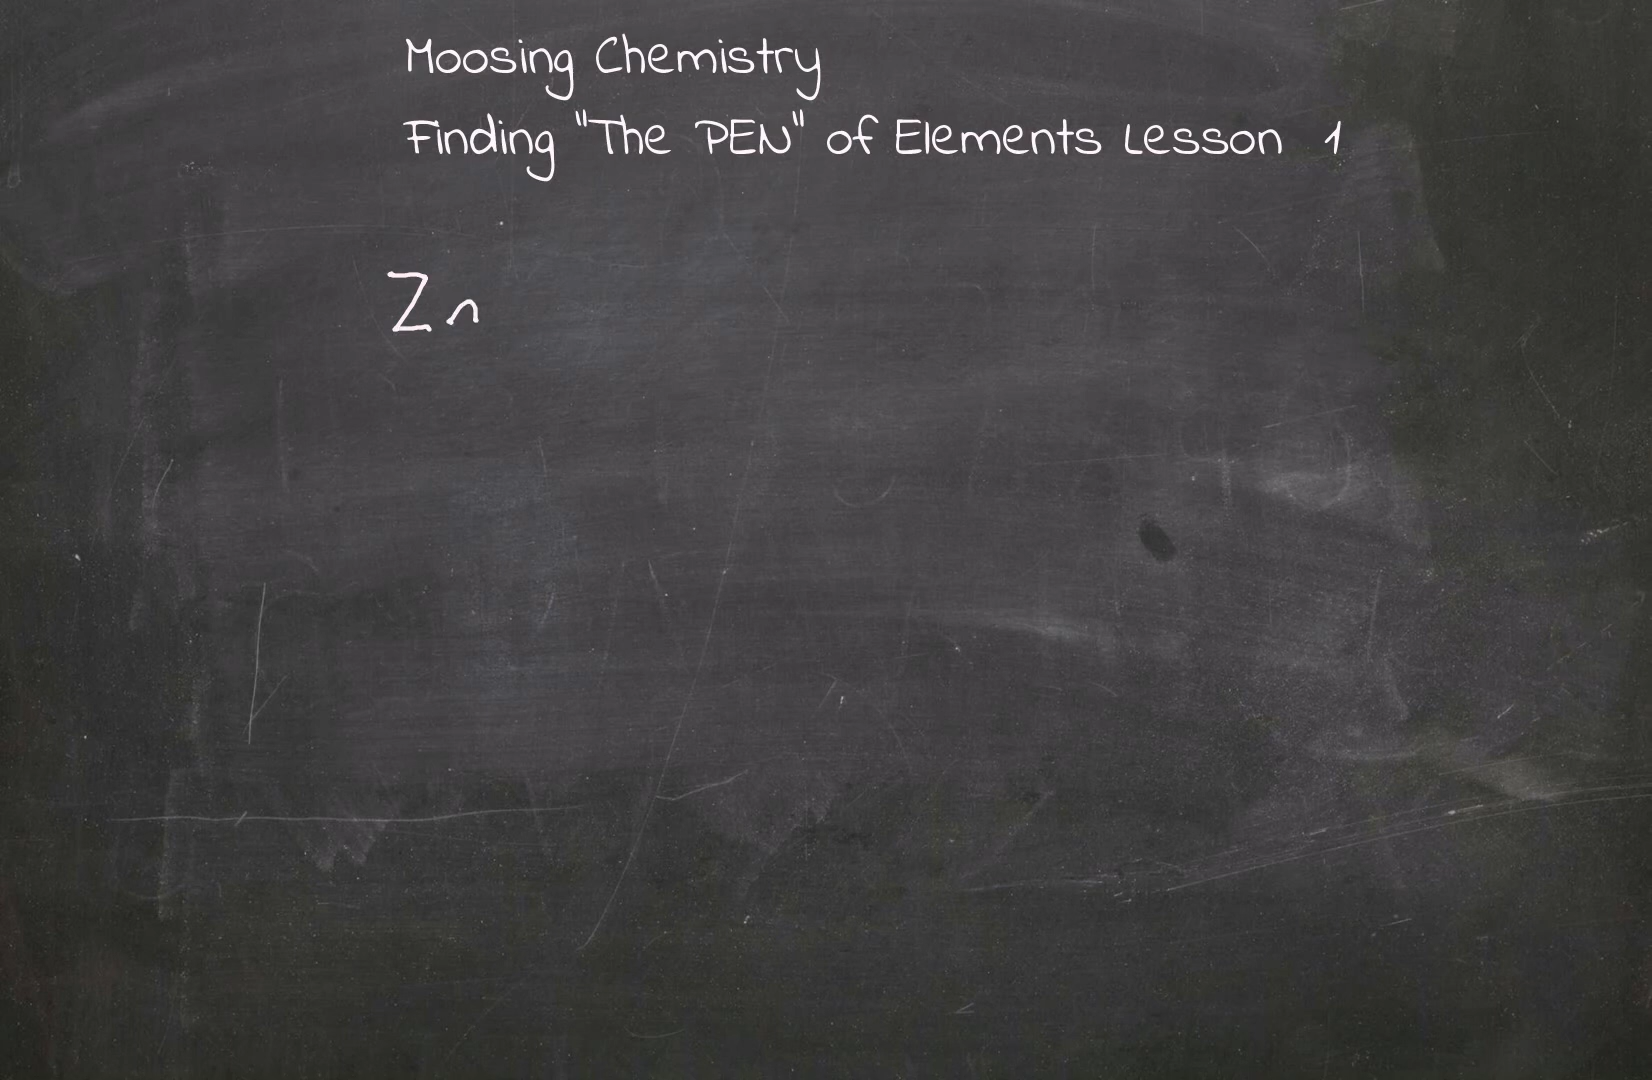 Moosing Chemistry
Finding "The PEN" of Elements Lesson 1
Zn